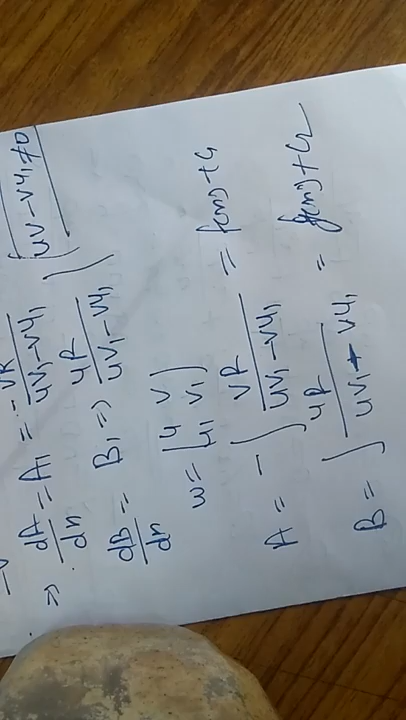 ⇒ dA/dx = A₁ = -VR/(uv₁-vu₁) (uv-vu₁≠0
dB/dx = B₁ ⇒ uR/(uv₁-vu₁)
w = | u v u₁ v₁ |
A = - ∫ VR/(uv₁-vu₁) = f(x)+c₁
B = ∫ uR/(uv₁-vu₁) = g(x)+c₂